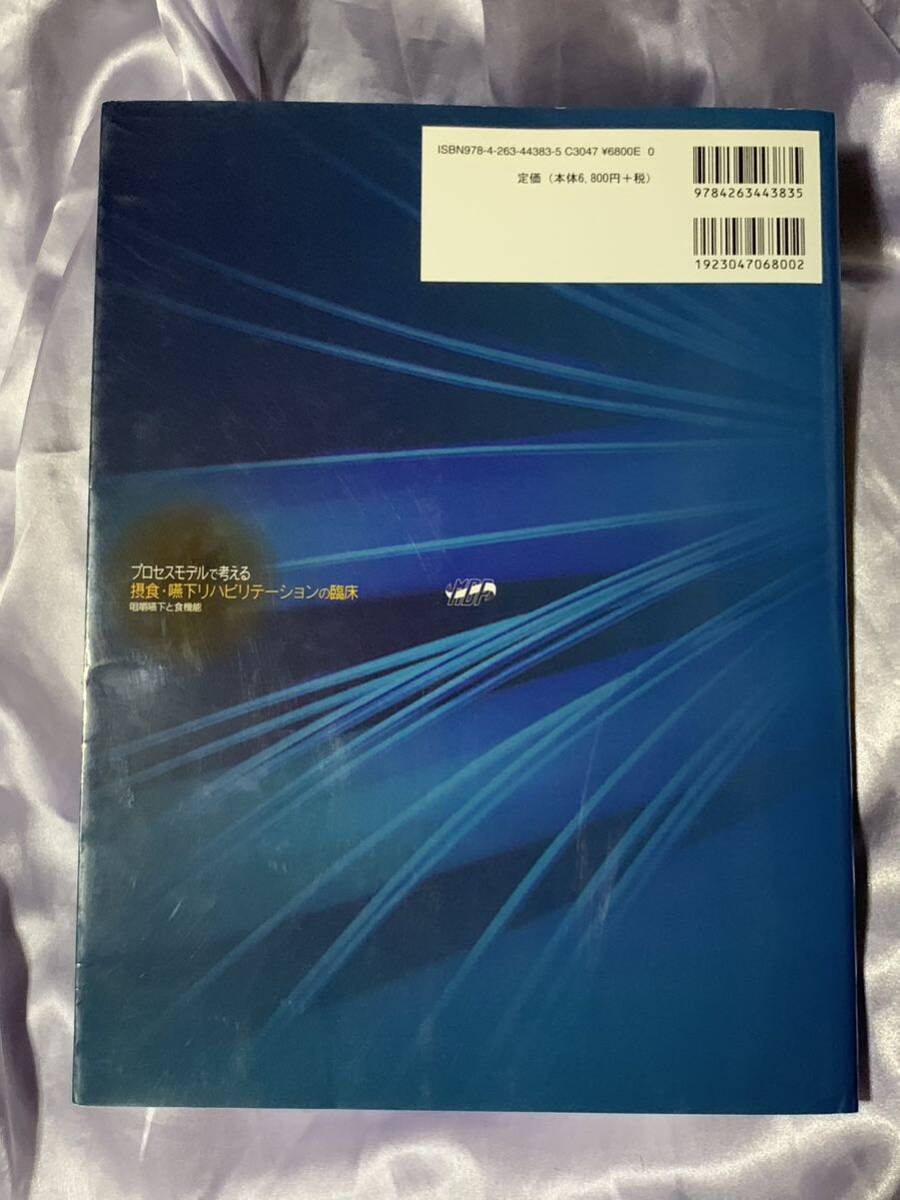 ISBN978-4-263-44383-5 C3047 ¥6800E 0
定価（本体6,800円＋税）
9784263443835
1923047068002
プロセスモデルで考える
摂食・嚥下リハビリテーションの臨床
咀嚼嚥下と食機能
MBP